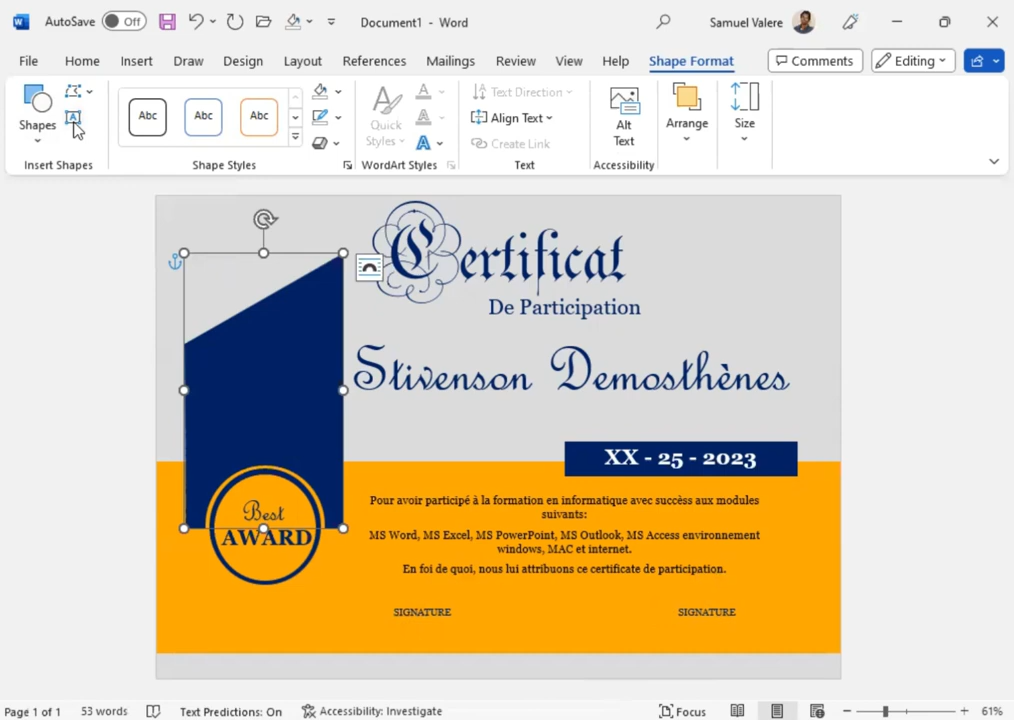 AutoSave Off Document1 - Word Samuel Valere
File Home Insert Draw Design Layout References Mailings Review View Help Shape Format Comments Editing
Shapes
Insert Shapes
Abc Abc Abc
Shape Styles
Quick
Styles
A A A
WordArt Styles
Text Direction
Align Text
Create Link
Text
Alt
Text
Accessibility
Arrange
Size
Certificat
De Participation
Stivenson Demosthènes
XX - 25 - 2023
Best
AWARD
Pour avoir participé à la formation en informatique avec succèss aux modules
suivants:
MS Word, MS Excel, MS PowerPoint, MS Outlook, MS Access environnement
windows, MAC et internet.
En foi de quoi, nous lui attribuons ce certificate de participation.
SIGNATURE SIGNATURE
Page 1 of 1 53 words Text Predictions: On Accessibility: Investigate Focus 61%